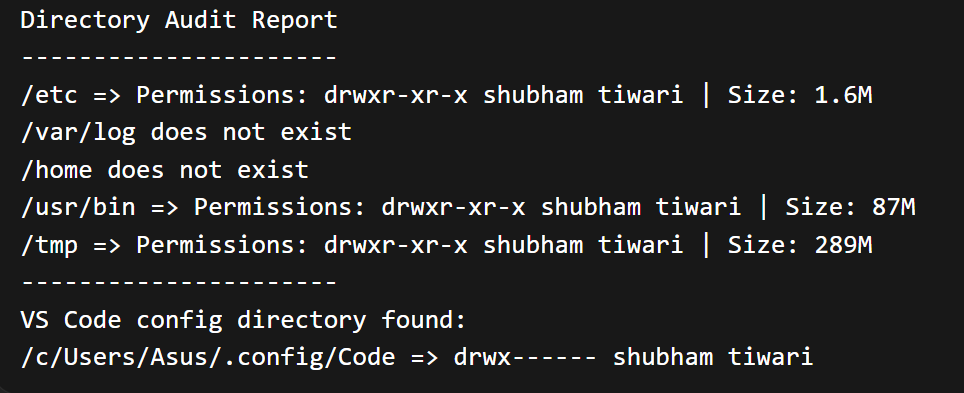 Directory Audit Report
----------------------
/etc => Permissions: drwxr-xr-x shubham tiwari | Size: 1.6M
/var/log does not exist
/home does not exist
/usr/bin => Permissions: drwxr-xr-x shubham tiwari | Size: 87M
/tmp => Permissions: drwxr-xr-x shubham tiwari | Size: 289M
----------------------
VS Code config directory found:
/c/Users/Asus/.config/Code => drwx------ shubham tiwari